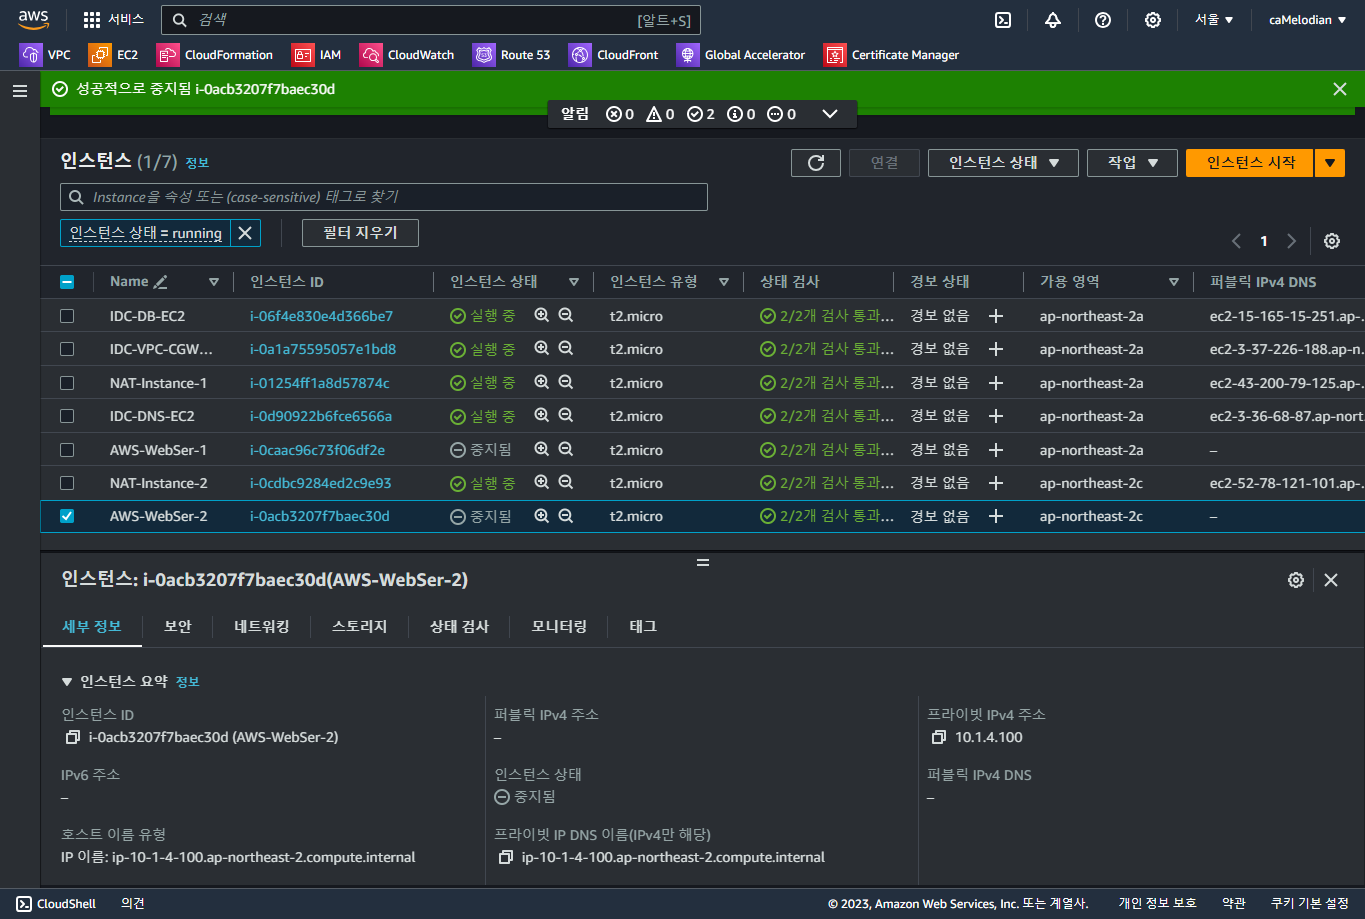 aws
서비스
검색
[알트+S]
서울 ▼
caMelodian ▼
VPC
EC2
CloudFormation
IAM
CloudWatch
Route 53
CloudFront
Global Accelerator
Certificate Manager
성공적으로 중지됨 i-0acb3207f7baec30d
알림 0 0 2 0 0
인스턴스 (1/7) 정보
연결
인스턴스 상태 ▼
작업 ▼
인스턴스 시작 ▼
Instance을 속성 또는 (case-sensitive) 태그로 찾기
인스턴스 상태 = running
필터 지우기
1
Name 인스턴스 ID 인스턴스 상태 인스턴스 유형 상태 검사 경보 상태 가용 영역 퍼블릭 IPv4 DNS
IDC-DB-EC2 i-06f4e830e4d366be7 실행 중 t2.micro 2/2개 검사 통과... 경보 없음 + ap-northeast-2a ec2-15-165-15-251.ap-...
IDC-VPC-CGW... i-0a1a75595057e1bd8 실행 중 t2.micro 2/2개 검사 통과... 경보 없음 + ap-northeast-2a ec2-3-37-226-188.ap-n...
NAT-Instance-1 i-01254ff1a8d57874c 실행 중 t2.micro 2/2개 검사 통과... 경보 없음 + ap-northeast-2a ec2-43-200-79-125.ap-...
IDC-DNS-EC2 i-0d90922b6fce6566a 실행 중 t2.micro 2/2개 검사 통과... 경보 없음 + ap-northeast-2a ec2-3-36-68-87.ap-nort...
AWS-WebSer-1 i-0caac96c73f06df2e 중지됨 t2.micro 2/2개 검사 통과... 경보 없음 + ap-northeast-2a –
NAT-Instance-2 i-0cdbc9284ed2c9e93 실행 중 t2.micro 2/2개 검사 통과... 경보 없음 + ap-northeast-2c ec2-52-78-121-101.ap-...
AWS-WebSer-2 i-0acb3207f7baec30d 중지됨 t2.micro 2/2개 검사 통과... 경보 없음 + ap-northeast-2c –
인스턴스: i-0acb3207f7baec30d(AWS-WebSer-2)
세부 정보 보안 네트워킹 스토리지 상태 검사 모니터링 태그
▼ 인스턴스 요약 정보
인스턴스 ID
i-0acb3207f7baec30d (AWS-WebSer-2)
퍼블릭 IPv4 주소
–
프라이빗 IPv4 주소
10.1.4.100
IPv6 주소
–
인스턴스 상태
중지됨
퍼블릭 IPv4 DNS
–
호스트 이름 유형
IP 이름: ip-10-1-4-100.ap-northeast-2.compute.internal
프라이빗 IP DNS 이름(IPv4만 해당)
ip-10-1-4-100.ap-northeast-2.compute.internal
CloudShell 의견 © 2023, Amazon Web Services, Inc. 또는 계열사. 개인 정보 보호 약관 쿠키 기본 설정